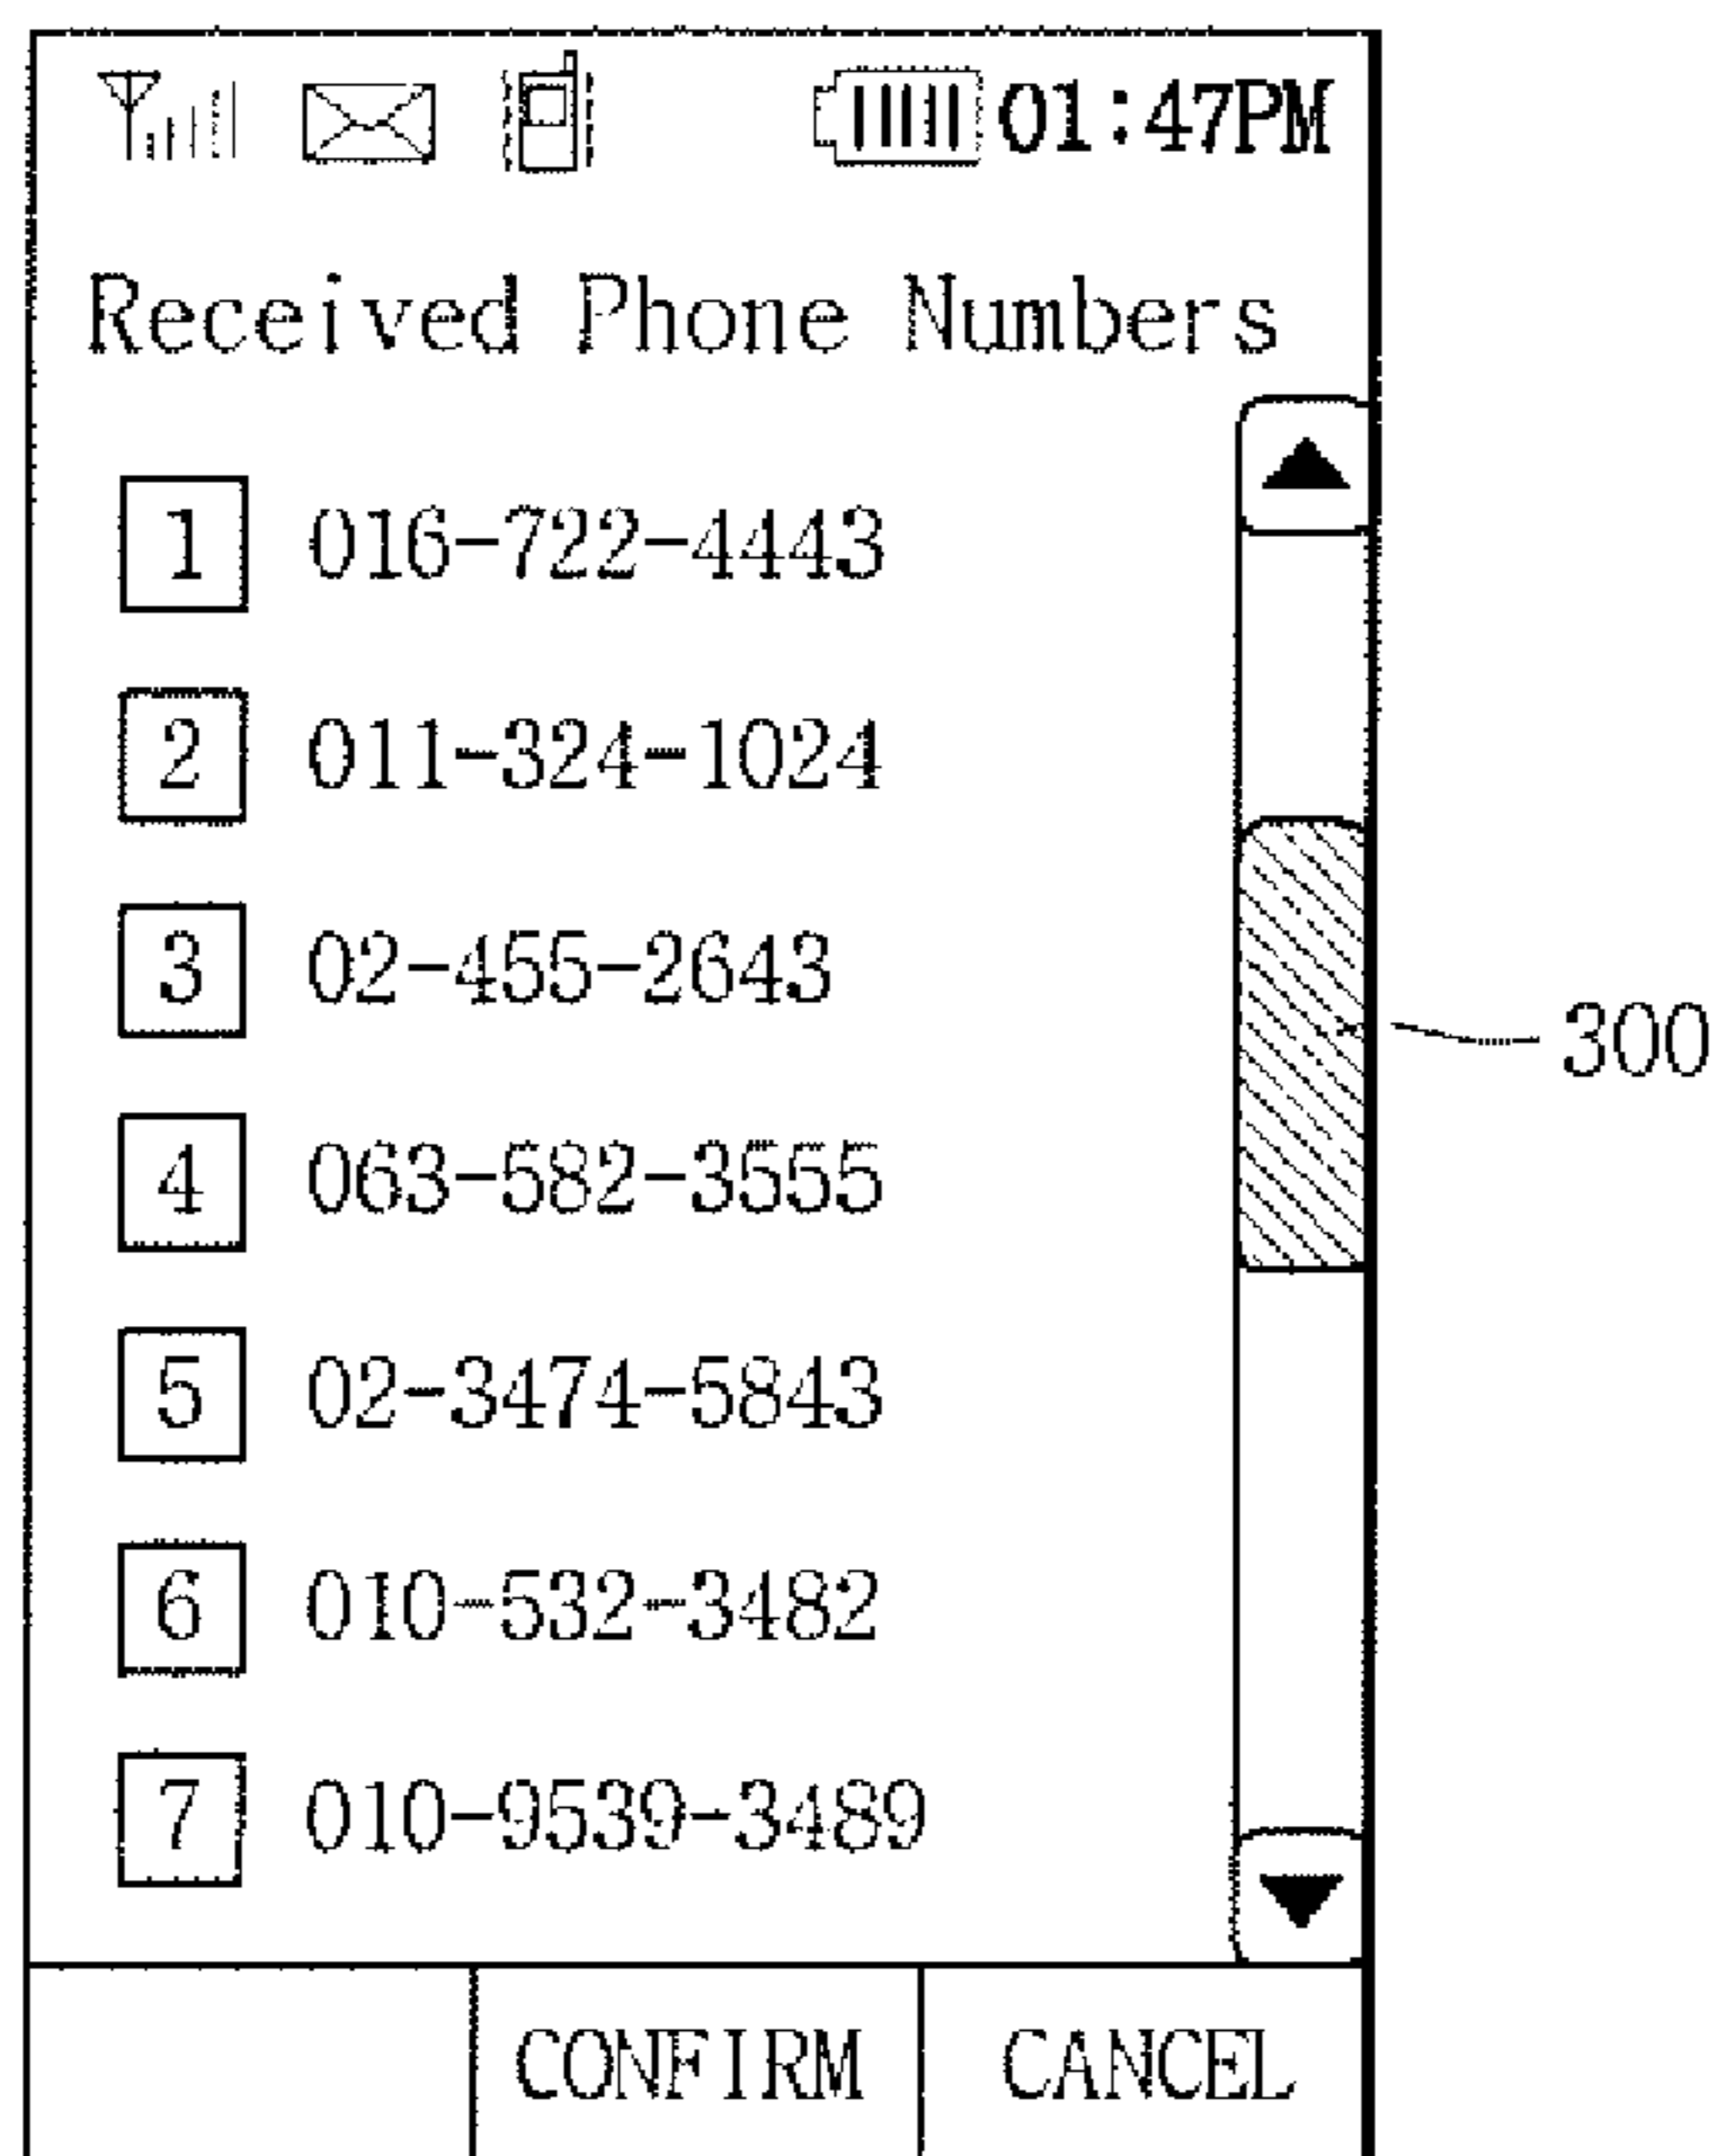 01:47PM
Received Phone Numbers
1 016-722-4443
2 011-324-1024
3 02-455-2643
300
4 063-582-3555
5 02-3474-5843
6 010-532-3482
7 010-9539-3489
CONFIRM CANCEL